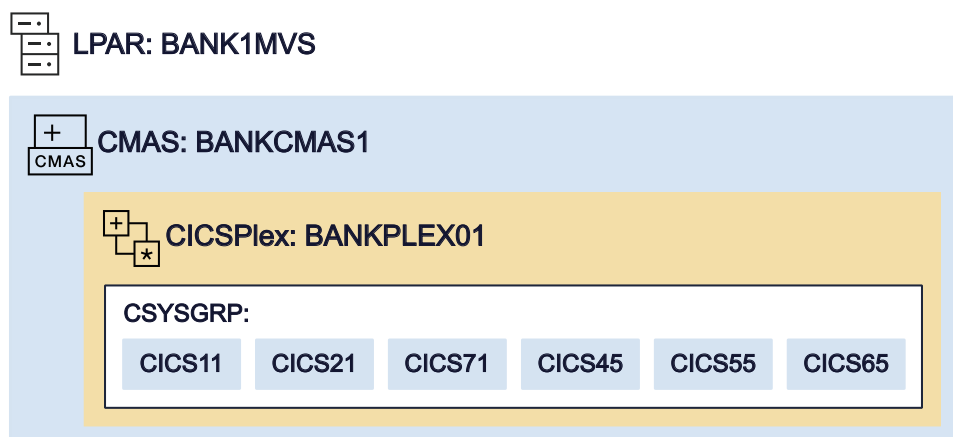 LPAR: BANK1MVS
CMAS
CMAS: BANKCMAS1
CICSPlex: BANKPLEX01
CSYSGRP:
CICS11 CICS21 CICS71 CICS45 CICS55 CICS65